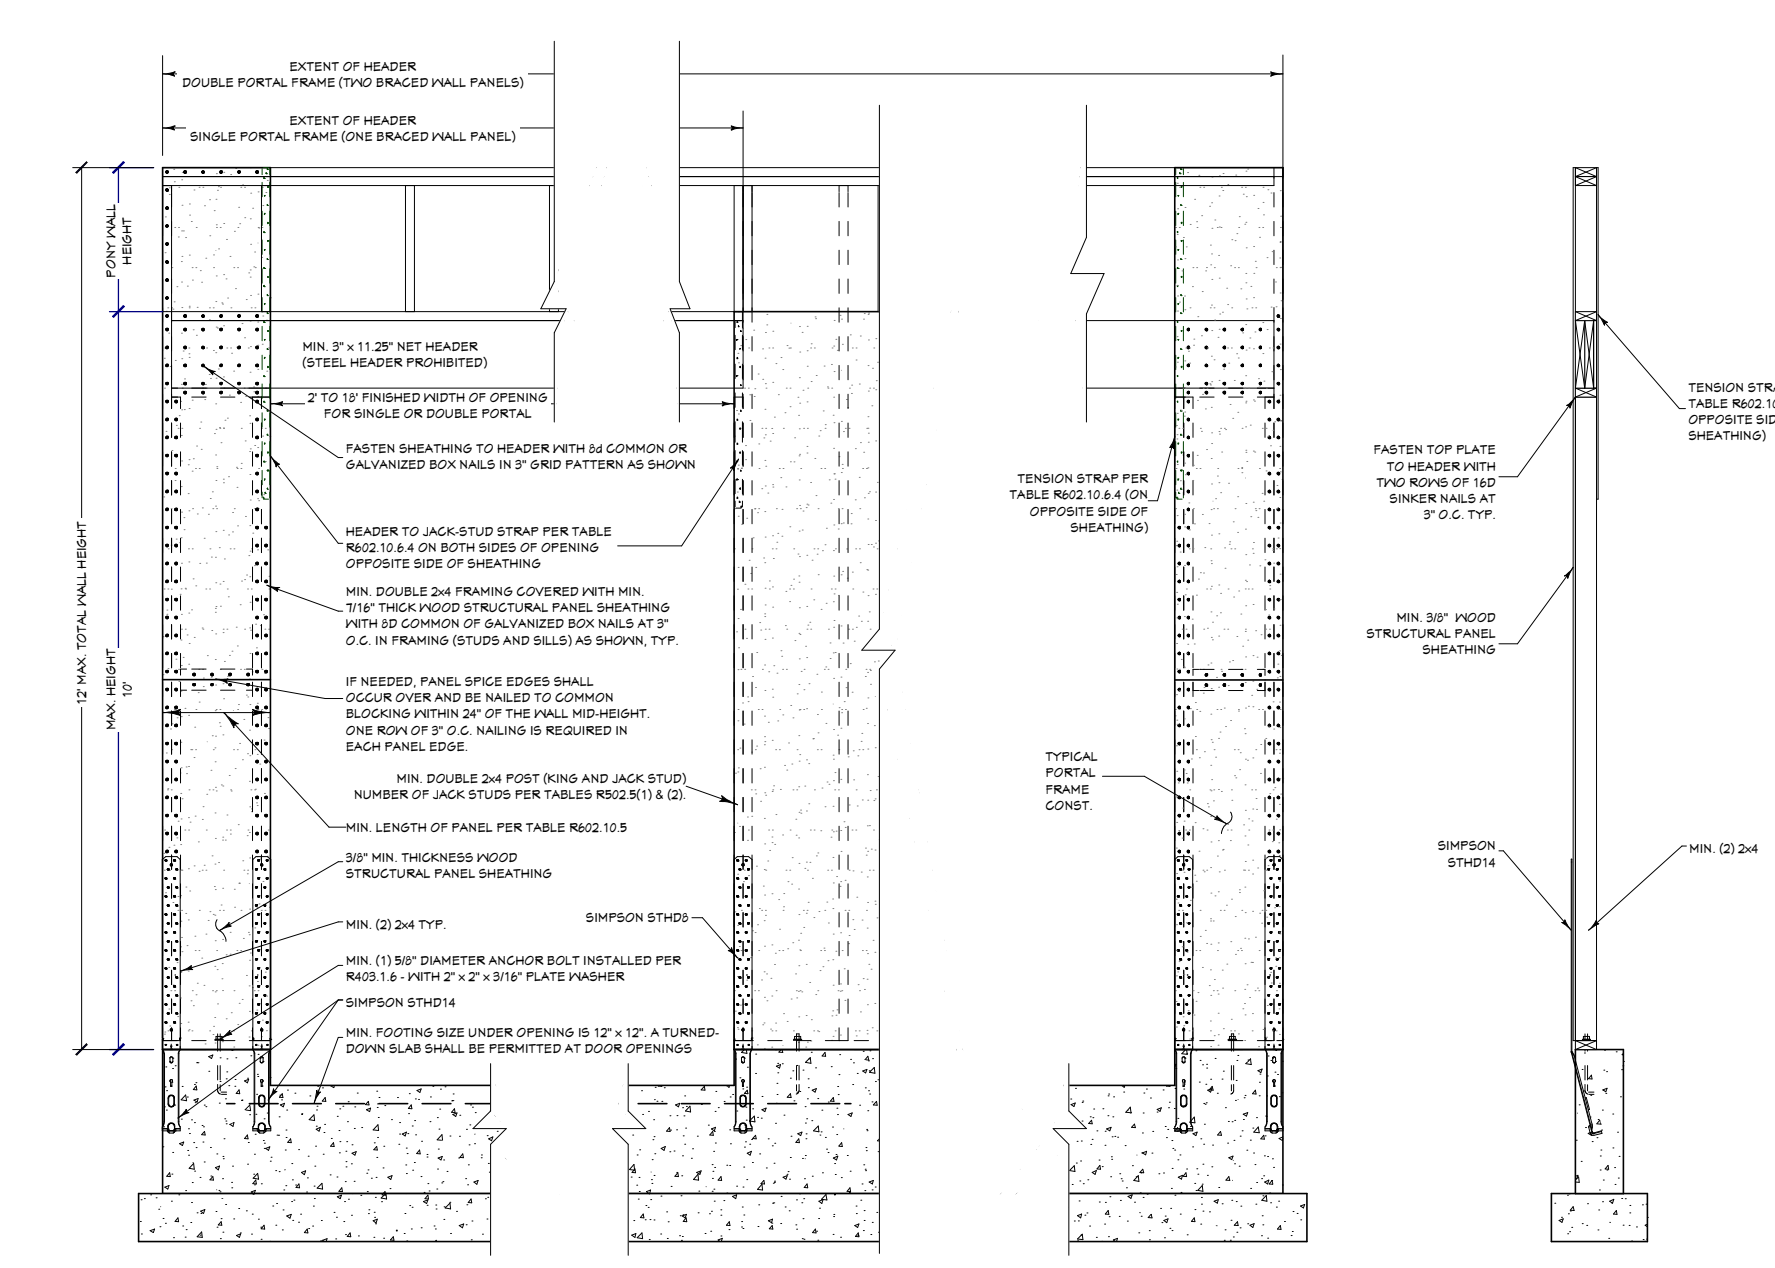 EXTENT OF HEADER
DOUBLE PORTAL FRAME (TWO BRACED WALL PANELS)
EXTENT OF HEADER
SINGLE PORTAL FRAME (ONE BRACED WALL PANEL)
PONY WALL
HEIGHT
12' MAX. TOTAL WALL HEIGHT
MAX. HEIGHT
10'
MIN. 3" x 11.25" NET HEADER
(STEEL HEADER PROHIBITED)
2' TO 18' FINISHED WIDTH OF OPENING
FOR SINGLE OR DOUBLE PORTAL
FASTEN SHEATHING TO HEADER WITH 8d COMMON OR
GALVANIZED BOX NAILS IN 3" GRID PATTERN AS SHOWN
HEADER TO JACK-STUD STRAP PER TABLE
R602.10.6.4 ON BOTH SIDES OF OPENING
OPPOSITE SIDE OF SHEATHING
MIN. DOUBLE 2x4 FRAMING COVERED WITH MIN.
7/16" THICK WOOD STRUCTURAL PANEL SHEATHING
WITH 8D COMMON OF GALVANIZED BOX NAILS AT 3"
O.C. IN FRAMING (STUDS AND SILLS) AS SHOWN, TYP.
IF NEEDED, PANEL SPICE EDGES SHALL
OCCUR OVER AND BE NAILED TO COMMON
BLOCKING WITHIN 24" OF THE WALL MID-HEIGHT.
ONE ROW OF 3" O.C. NAILING IS REQUIRED IN
EACH PANEL EDGE.
MIN. DOUBLE 2x4 POST (KING AND JACK STUD)
NUMBER OF JACK STUDS PER TABLES R502.5(1) & (2).
MIN. LENGTH OF PANEL PER TABLE R602.10.5
3/8" MIN. THICKNESS WOOD
STRUCTURAL PANEL SHEATHING
SIMPSON STHD8
MIN. (2) 2x4 TYP.
MIN. (1) 5/8" DIAMETER ANCHOR BOLT INSTALLED PER
R403.1.6 - WITH 2" x 2" x 3/16" PLATE WASHER
SIMPSON STHD14
MIN. FOOTING SIZE UNDER OPENING IS 12" x 12". A TURNED-
DOWN SLAB SHALL BE PERMITTED AT DOOR OPENINGS
TENSION STRAP PER
TABLE R602.10.6.4 (ON
OPPOSITE SIDE OF
SHEATHING)
TYPICAL
PORTAL
FRAME
CONST.
FASTEN TOP PLATE
TO HEADER WITH
TWO ROWS OF 16D
SINKER NAILS AT
3" O.C. TYP.
MIN. 3/8" WOOD
STRUCTURAL PANEL
SHEATHING
SIMPSON
STHD14
TENSION STRA
TABLE R602.10
OPPOSITE SID
SHEATHING)
MIN. (2) 2x4